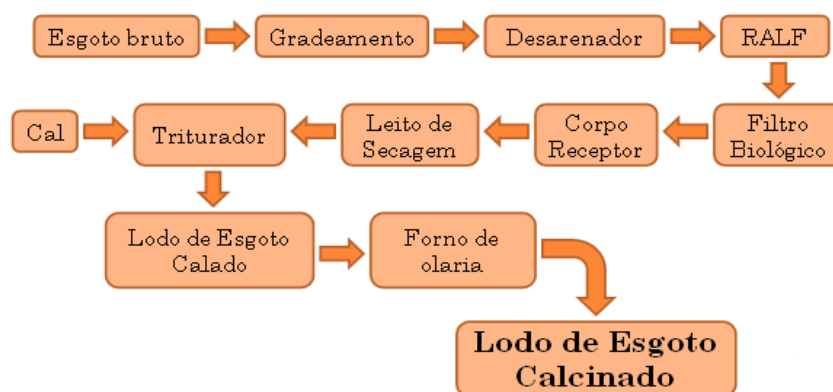 Esgoto bruto
Gradeamento
Desarenador
RALF
Cal
Triturador
Leito de
Secagem
Corpo
Receptor
Filtro
Biológico
Lodo de Esgoto
Calado
Forno de
olaria
Lodo de Esgoto
Calcinado